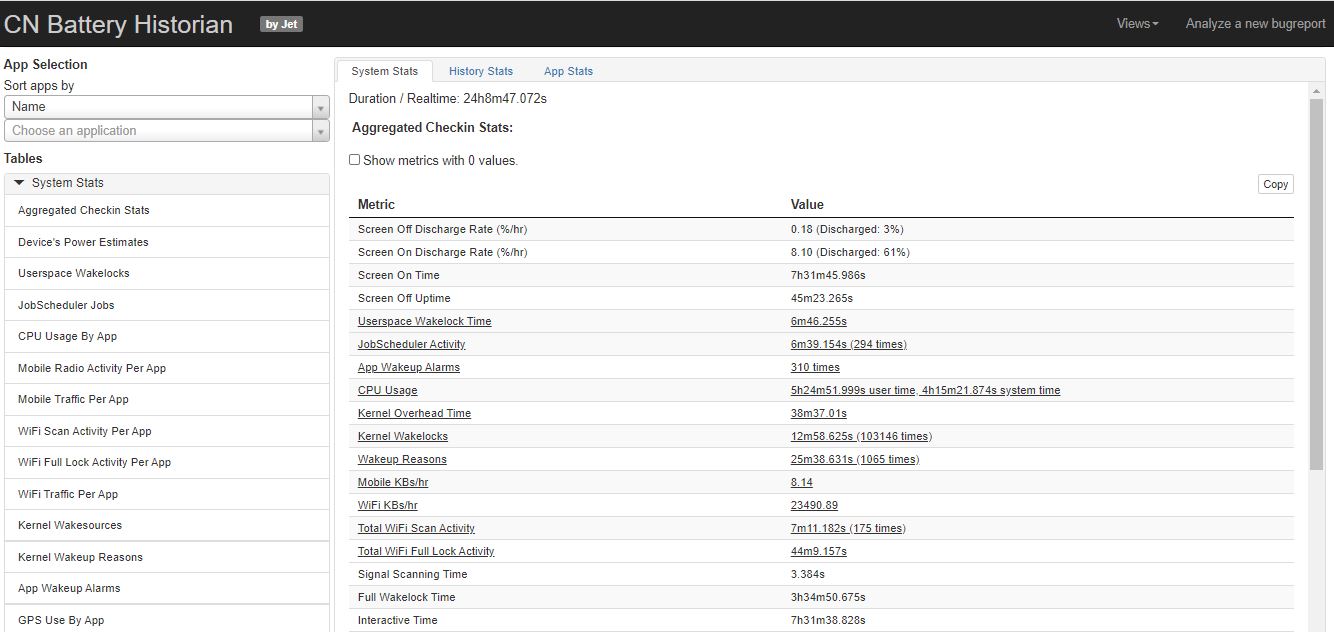 CN Battery Historian by Jet Views Analyze a new bugreport
App Selection
Sort apps by
Name
Choose an application
Tables
System Stats
Aggregated Checkin Stats
Device's Power Estimates
Userspace Wakelocks
JobScheduler Jobs
CPU Usage By App
Mobile Radio Activity Per App
Mobile Traffic Per App
WiFi Scan Activity Per App
WiFi Full Lock Activity Per App
WiFi Traffic Per App
Kernel Wakesources
Kernel Wakeup Reasons
App Wakeup Alarms
GPS Use By App
System Stats History Stats App Stats
Duration / Realtime: 24h8m47.072s
Aggregated Checkin Stats:
Show metrics with 0 values.
Copy
Metric Value
Screen Off Discharge Rate (%/hr) 0.18 (Discharged: 3%)
Screen On Discharge Rate (%/hr) 8.10 (Discharged: 61%)
Screen On Time 7h31m45.986s
Screen Off Uptime 45m23.265s
Userspace Wakelock Time 6m46.255s
JobScheduler Activity 6m39.154s (294 times)
App Wakeup Alarms 310 times
CPU Usage 5h24m51.999s user time, 4h15m21.874s system time
Kernel Overhead Time 38m37.01s
Kernel Wakelocks 12m58.625s (103146 times)
Wakeup Reasons 25m38.631s (1065 times)
Mobile KBs/hr 8.14
WiFi KBs/hr 23490.89
Total WiFi Scan Activity 7m11.182s (175 times)
Total WiFi Full Lock Activity 44m9.157s
Signal Scanning Time 3.384s
Full Wakelock Time 3h34m50.675s
Interactive Time 7h31m38.828s